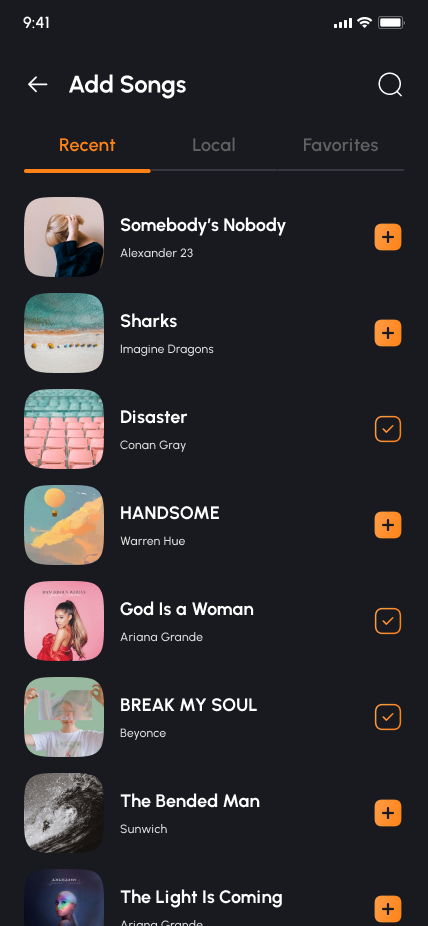 9:41
Add Songs
Recent Local Favorites
Somebody's Nobody
Alexander 23
Sharks
Imagine Dragons
Disaster
Conan Gray
HANDSOME
Warren Hue
God Is a Woman
Ariana Grande
BREAK MY SOUL
Beyonce
The Bended Man
Sunwich
The Light Is Coming
Ariana Grande